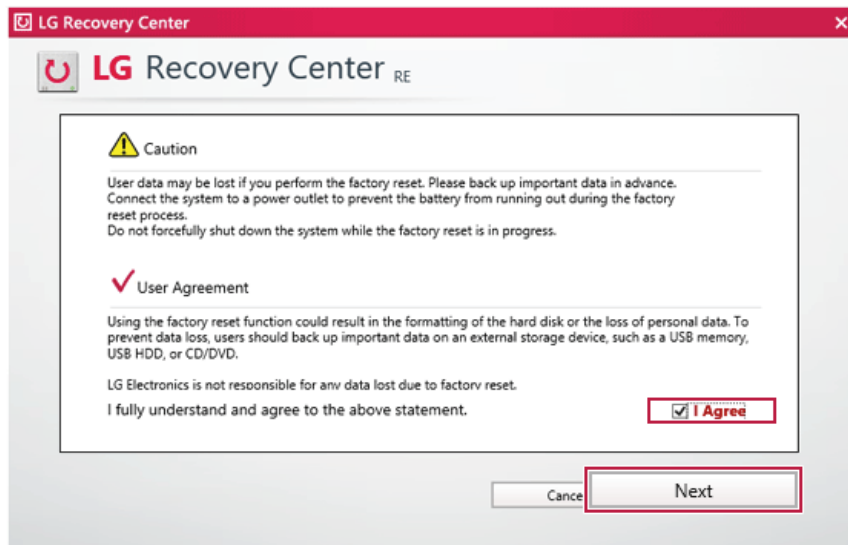 LG Recovery Center
LG Recovery Center RE
Caution
User data may be lost if you perform the factory reset. Please back up important data in advance.
Connect the system to a power outlet to prevent the battery from running out during the factory
reset process.
Do not forcefully shut down the system while the factory reset is in progress.
User Agreement
Using the factory reset function could result in the formatting of the hard disk or the loss of personal data. To
prevent data loss, users should back up important data on an external storage device, such as a USB memory,
USB HDD, or CD/DVD.
LG Electronics is not responsible for any data lost due to factory reset.
I fully understand and agree to the above statement.
I Agree
Cance
Next